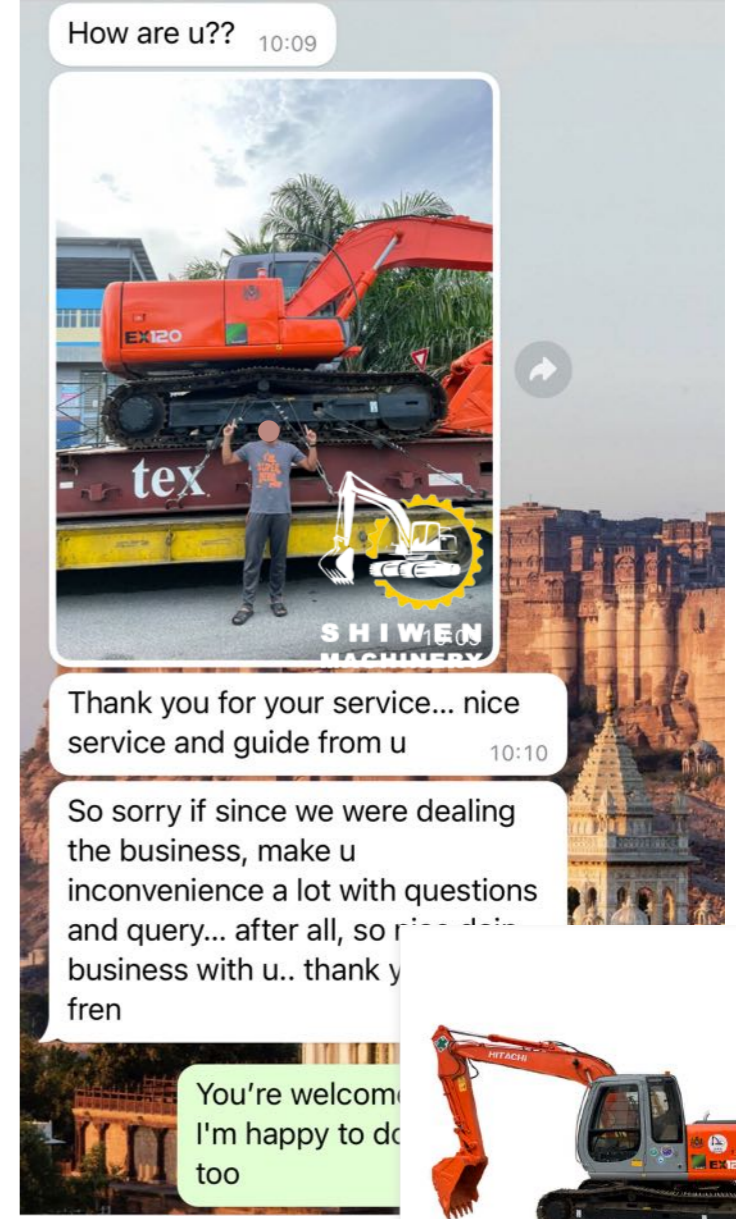 How are u??
10:09
EX120
tex
SHIWEN
MACHINERY
Thank you for your service... nice
service and guide from u
10:10
So sorry if since we were dealing
the business, make u
inconvenience a lot with questions
and query... after all, so
business with u.. thank
fren
You're welcome
I'm happy to do
too
HITACHI